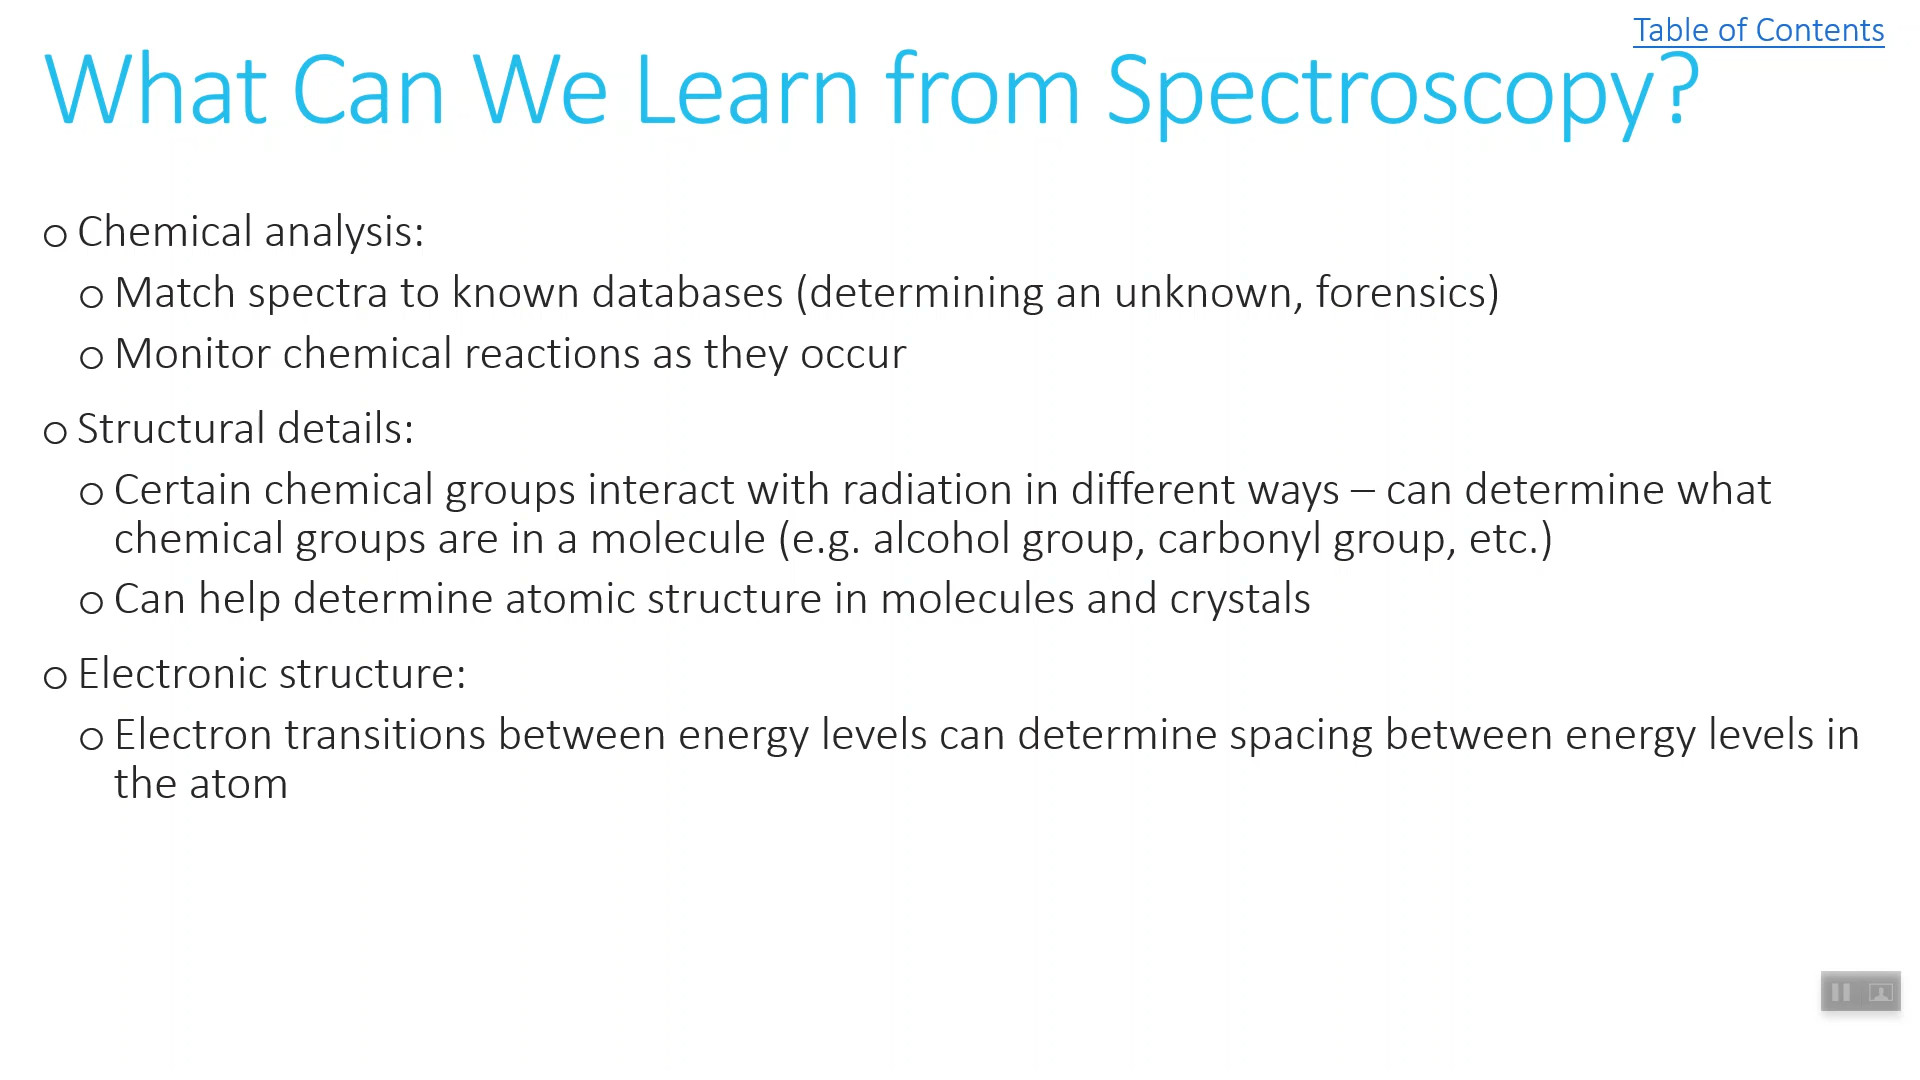 Table of Contents
What Can We Learn from Spectroscopy?
o Chemical analysis:
o Match spectra to known databases (determining an unknown, forensics)
o Monitor chemical reactions as they occur
o Structural details:
o Certain chemical groups interact with radiation in different ways – can determine what
chemical groups are in a molecule (e.g. alcohol group, carbonyl group, etc.)
o Can help determine atomic structure in molecules and crystals
o Electronic structure:
o Electron transitions between energy levels can determine spacing between energy levels in
the atom